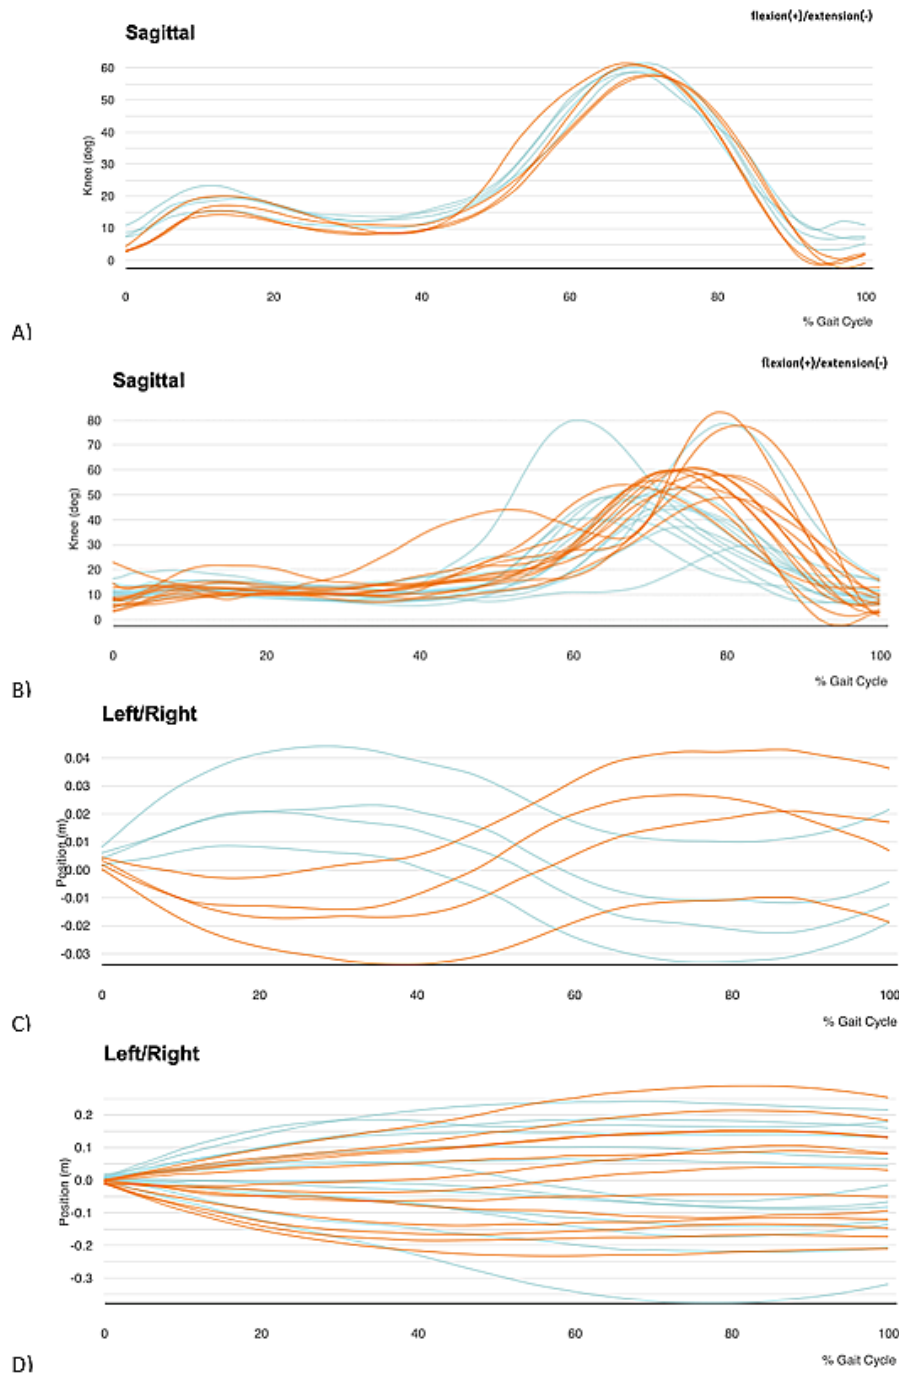 flexion(+)/extension(-)
Sagittal
60
50
40
30
20
10
0
Knee (deg)
0 20 40 60 80 100
% Gait Cycle
A)
flexion(+)/extension(-)
Sagittal
80
70
60
50
40
30
20
10
0
Knee (deg)
0 20 40 60 80 100
% Gait Cycle
B)
Left/Right
0.04
0.03
0.02
0.01
0.00
-0.01
-0.02
-0.03
Position (m)
0 20 40 60 80 100
% Gait Cycle
C)
Left/Right
0.2
0.1
0.0
-0.1
-0.2
-0.3
Position (m)
0 20 40 60 80 100
% Gait Cycle
D)